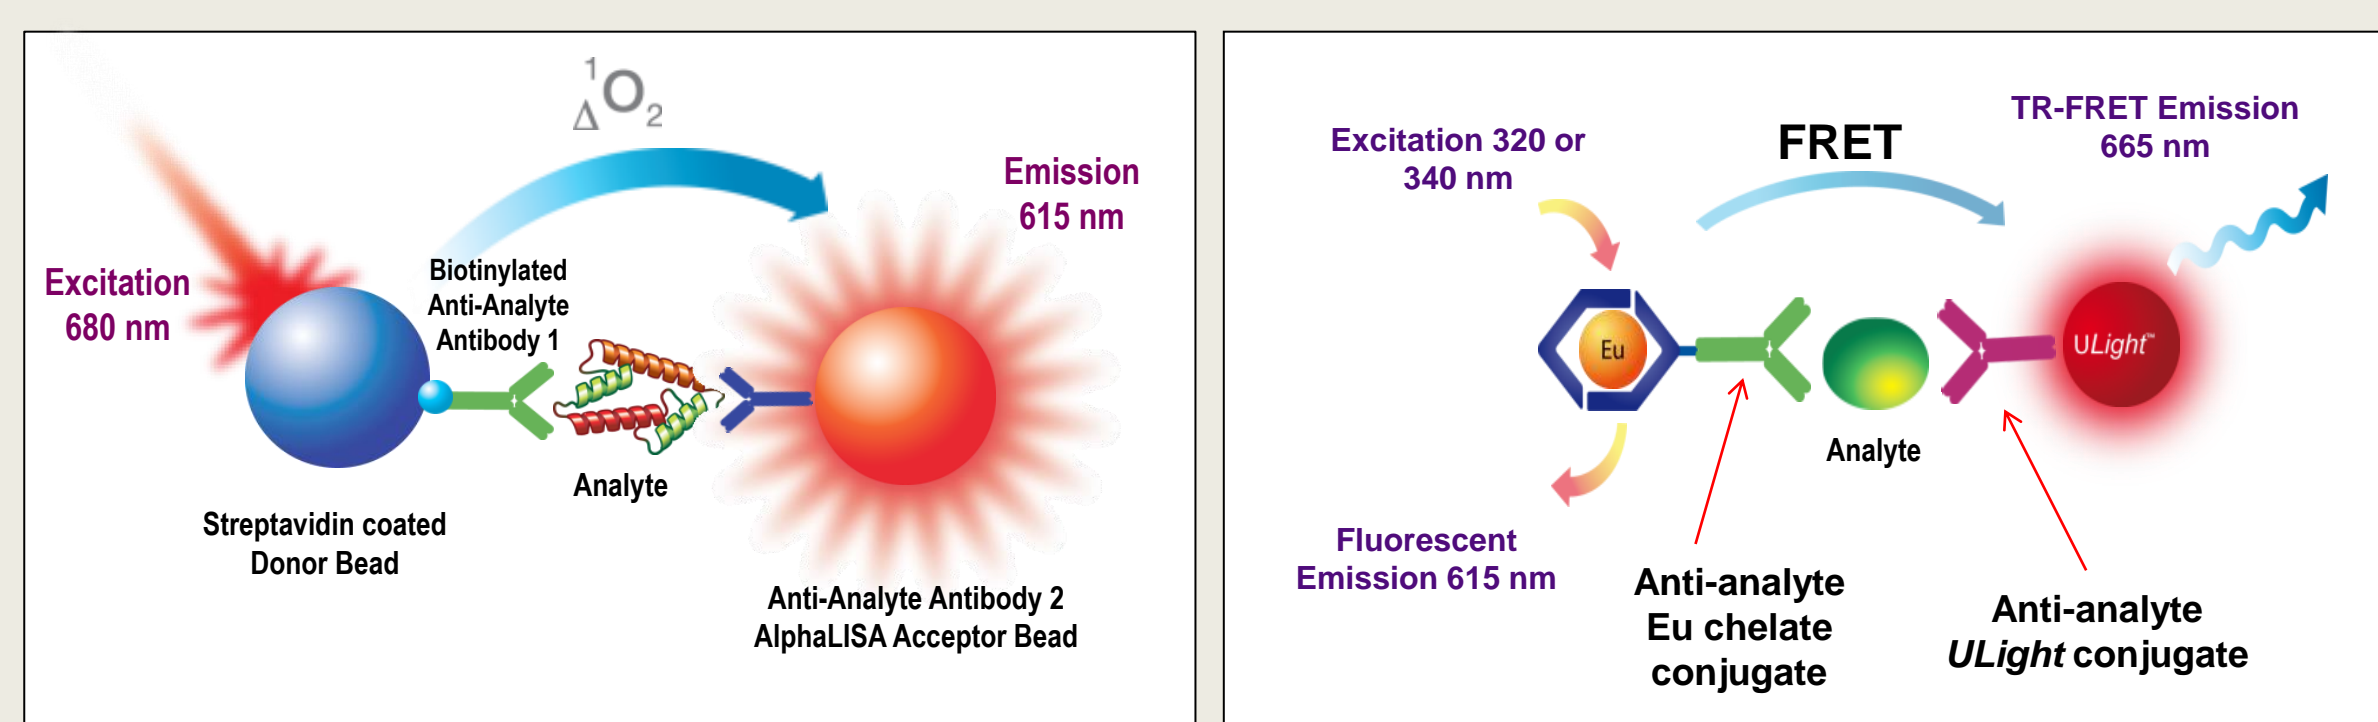 1
ΔO2
Emission
615 nm
Excitation
680 nm
Biotinylated
Anti-Analyte
Antibody 1
Analyte
Streptavidin coated
Donor Bead
Anti-Analyte Antibody 2
AlphaLISA Acceptor Bead
Excitation 320 or
340 nm
FRET
TR-FRET Emission
665 nm
Eu
ULight™
Analyte
Fluorescent
Emission 615 nm
Anti-analyte
Eu chelate
conjugate
Anti-analyte
ULight conjugate